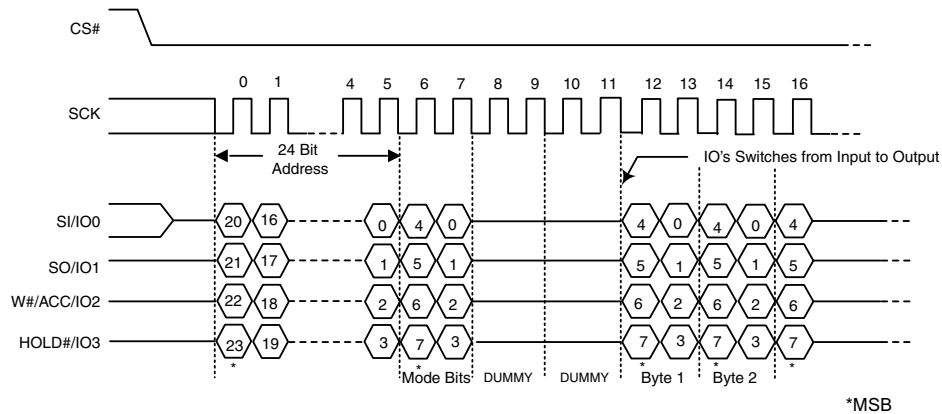 CS#
0 1 4 5 6 7 8 9 10 11 12 13 14 15 16
SCK
24 Bit
Address
IO's Switches from Input to Output
SI/IO0 20 16 0 4 0 4 0 4 0 4
SO/IO1 21 17 1 5 1 5 1 5 1 5
W#/ACC/IO2 22 18 2 6 2 6 2 6 2 6
HOLD#/IO3 23 19 3 7 3 7 3 7 3 7
* * * * *
Mode Bits DUMMY DUMMY Byte 1 Byte 2
*MSB